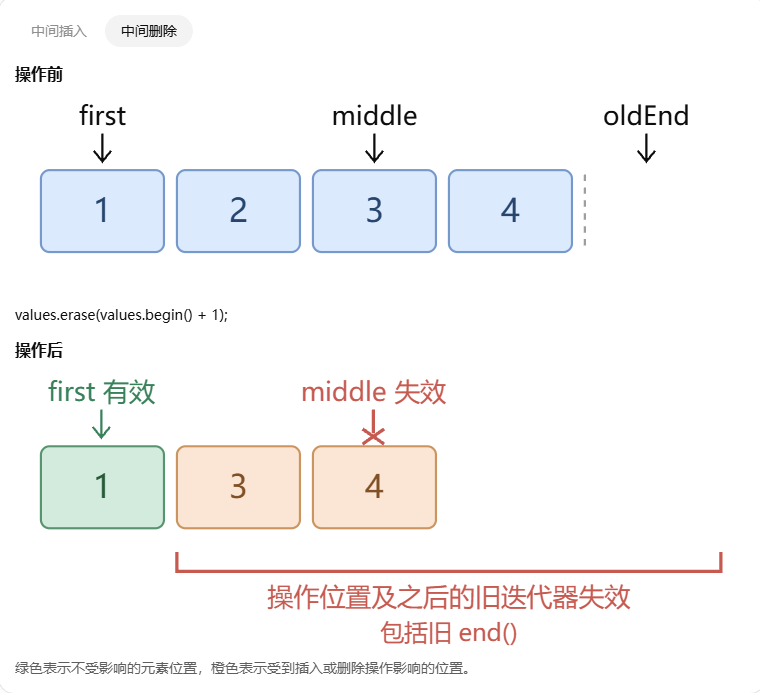 中间插入 中间删除
操作前
first middle oldEnd
1 2 3 4
values.erase(values.begin() + 1);
操作后
first 有效 middle 失效
1 3 4
操作位置及之后的旧迭代器失效
包括旧 end()
绿色表示不受影响的元素位置，橙色表示受到插入或删除操作影响的位置。